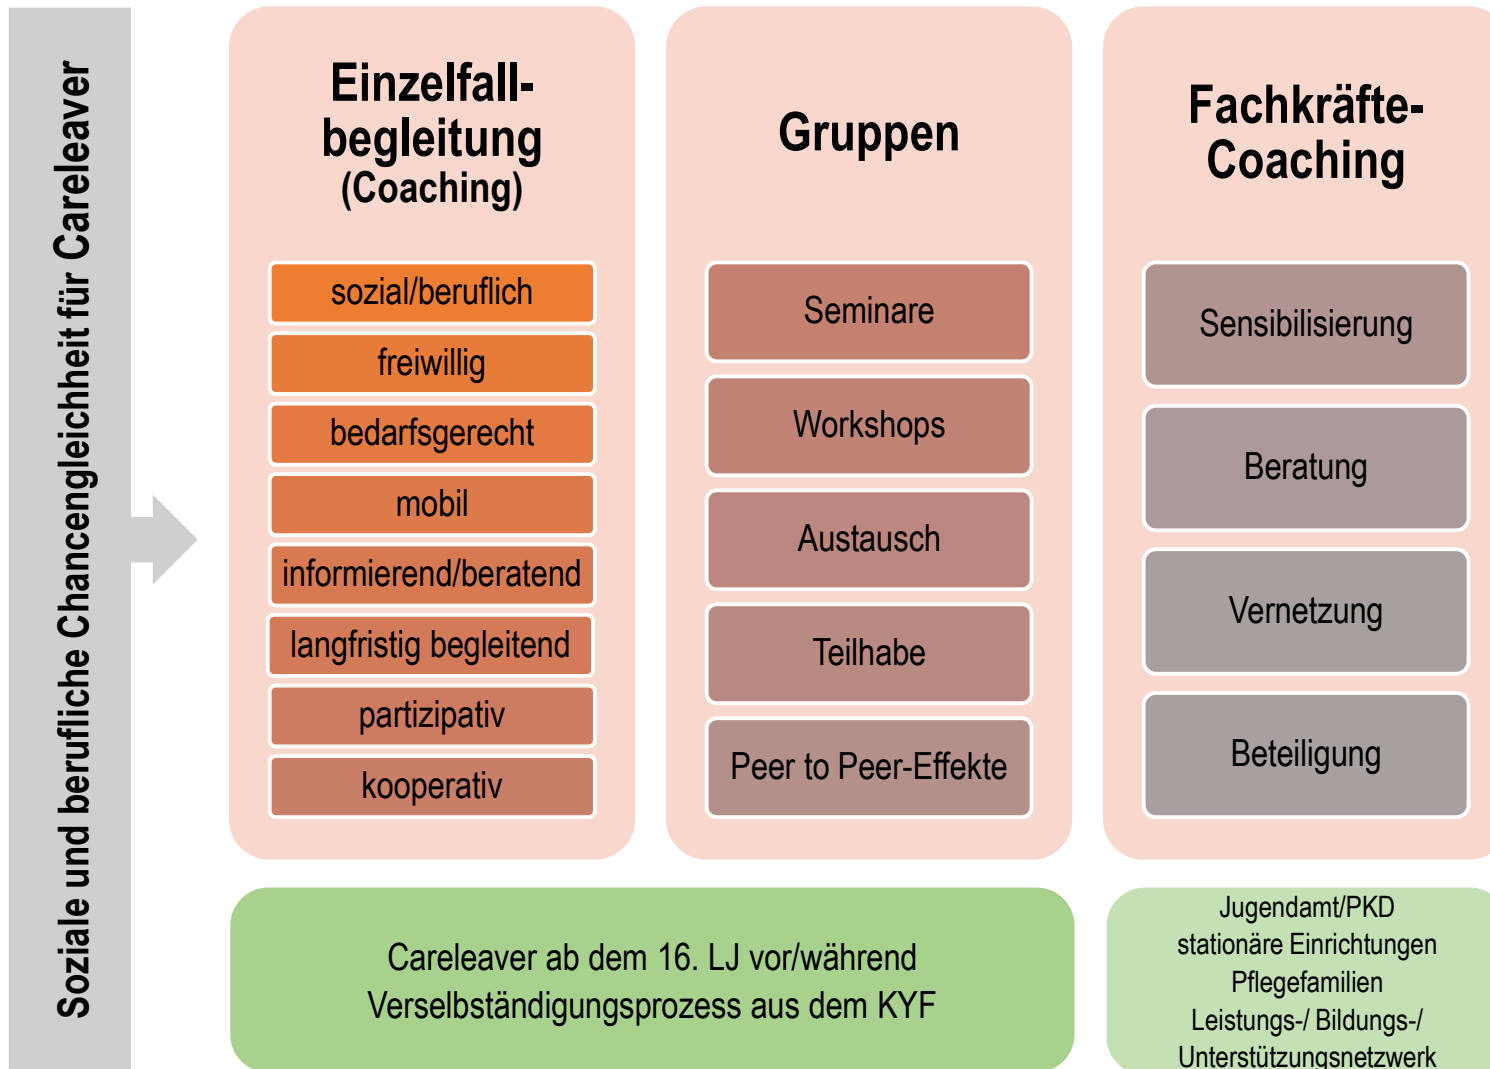 Soziale und berufliche Chancengleichheit für Careleaver
Einzelfall-
begleitung
(Coaching)
sozial/beruflich
freiwillig
bedarfsgerecht
mobil
informierend/beratend
langfristig begleitend
partizipativ
kooperativ
Gruppen
Seminare
Workshops
Austausch
Teilhabe
Peer to Peer-Effekte
Fachkräfte-
Coaching
Sensibilisierung
Beratung
Vernetzung
Beteiligung
Careleaver ab dem 16. LJ vor/während
Verselbständigungsprozess aus dem KYF
Jugendamt/PKD
stationäre Einrichtungen
Pflegefamilien
Leistungs-/ Bildungs-/
Unterstützungsnetzwerk